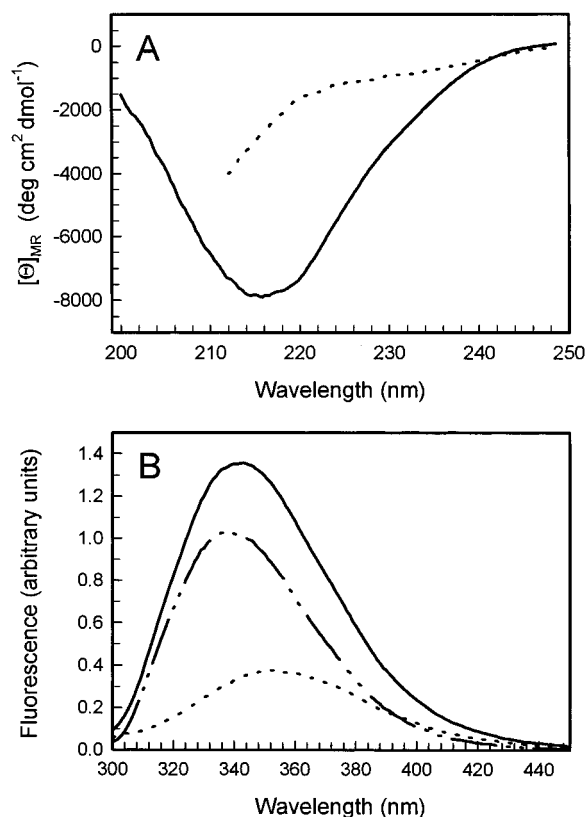 A
0
-2000
-4000
-6000
-8000
[Θ]MR (deg cm² dmol⁻¹)
200 210 220 230 240 250
Wavelength (nm)
B
1.4
1.2
1.0
0.8
0.6
0.4
0.2
0.0
Fluorescence (arbitrary units)
300 320 340 360 380 400 420 440
Wavelength (nm)